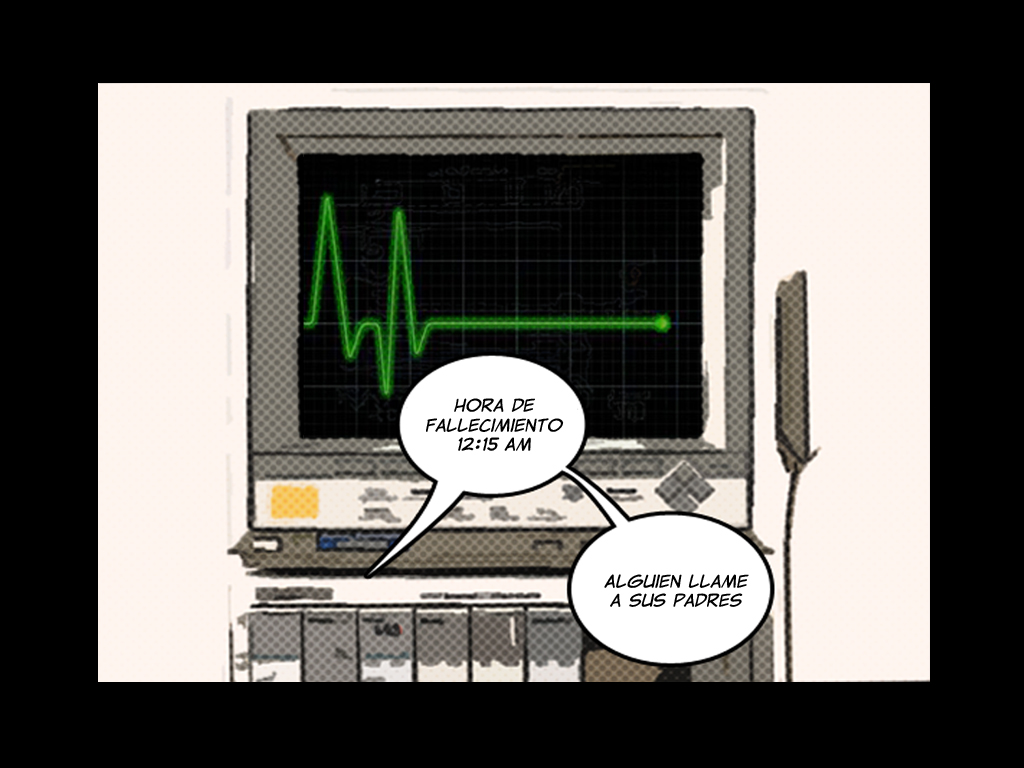 HORA DE
FALLECIMIENTO
12:15 AM
ALGUIEN LLAME
A SUS PADRES